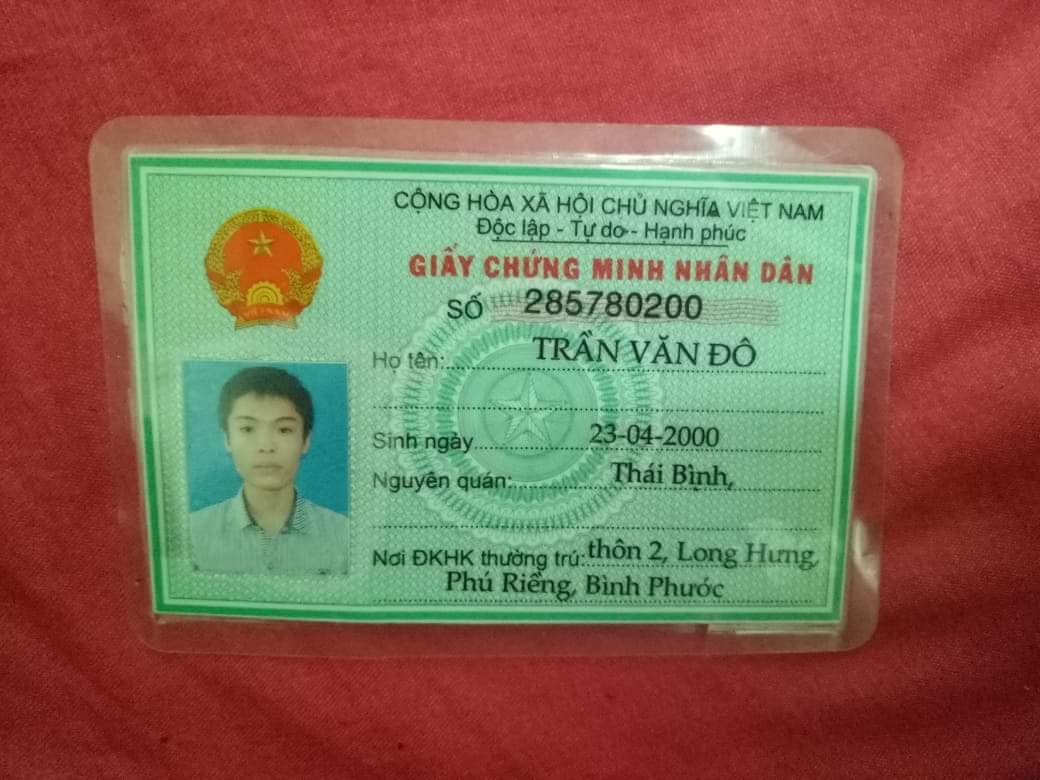 CỘNG HÒA XÃ HỘI CHỦ NGHĨA VIỆT NAM
Độc lập - Tự do - Hạnh phúc
GIẤY CHỨNG MINH NHÂN DÂN
SỐ 285780200
Họ tên: TRẦN VĂN ĐÔ
Sinh ngày 23-04-2000
Nguyên quán: Thái Bình,
Nơi ĐKHK thường trú: thôn 2, Long Hưng,
Phú Riềng, Bình Phước
VIỆT NAM